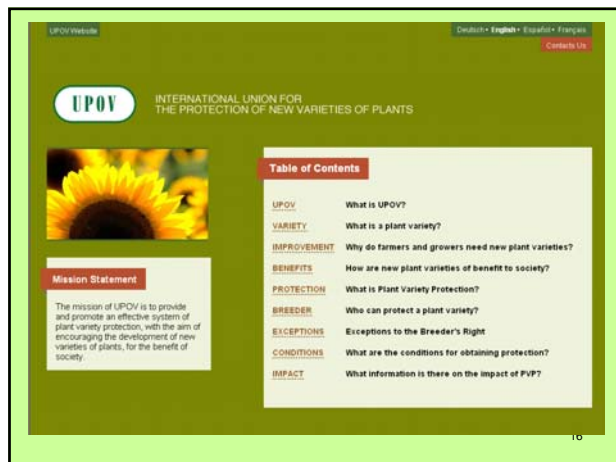 UPOV Website
Deutsch • English • Español • Français
Contacts Us
UPOV
INTERNATIONAL UNION FOR
THE PROTECTION OF NEW VARIETIES OF PLANTS
Mission Statement
The mission of UPOV is to provide
and promote an effective system of
plant variety protection, with the aim of
encouraging the development of new
varieties of plants, for the benefit of
society.
Table of Contents
UPOV What is UPOV?
VARIETY What is a plant variety?
IMPROVEMENT Why do farmers and growers need new plant varieties?
BENEFITS How are new plant varieties of benefit to society?
PROTECTION What is Plant Variety Protection?
BREEDER Who can protect a plant variety?
EXCEPTIONS Exceptions to the Breeder's Right
CONDITIONS What are the conditions for obtaining protection?
IMPACT What information is there on the impact of PVP?
16